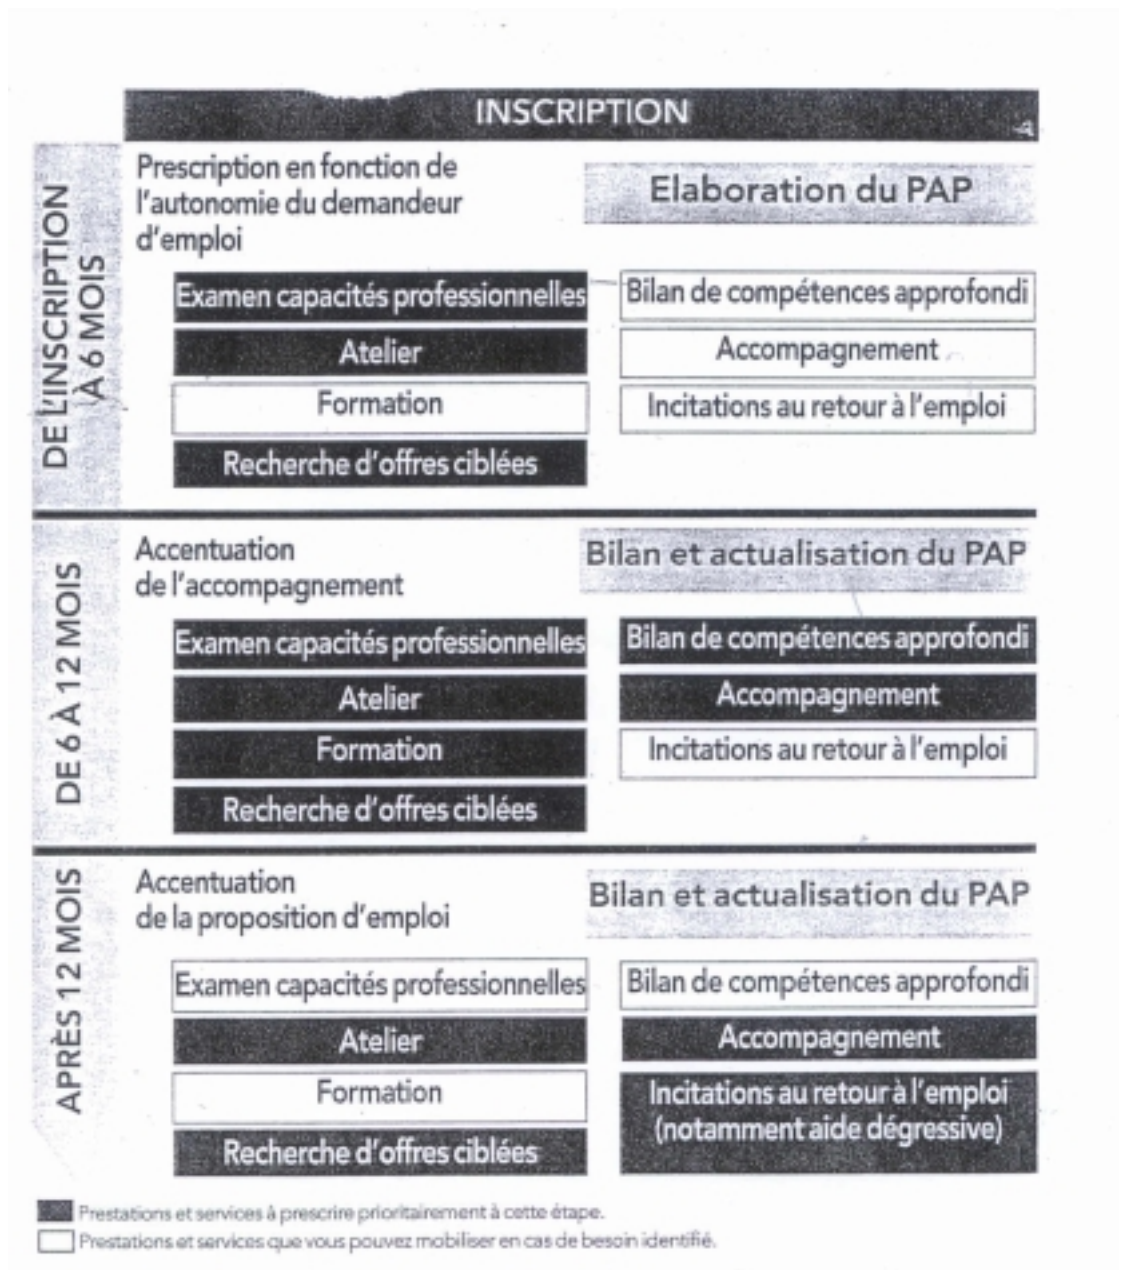 INSCRIPTION
DE L'INSCRIPTION
À 6 MOIS
Prescription en fonction de
l'autonomie du demandeur
d'emploi
Elaboration du PAP
Examen capacités professionnelles
Atelier
Formation
Recherche d'offres ciblées
Bilan de compétences approfondi
Accompagnement
Incitations au retour à l'emploi
DE 6 À 12 MOIS
Accentuation
de l'accompagnement
Bilan et actualisation du PAP
Examen capacités professionnelles
Atelier
Formation
Recherche d'offres ciblées
Bilan de compétences approfondi
Accompagnement
Incitations au retour à l'emploi
APRÈS 12 MOIS
Accentuation
de la proposition d'emploi
Bilan et actualisation du PAP
Examen capacités professionnelles
Atelier
Formation
Recherche d'offres ciblées
Bilan de compétences approfondi
Accompagnement
Incitations au retour à l'emploi
(notamment aide dégressive)
Prestations et services à prescrire prioritairement à cette étape.
Prestations et services que vous pouvez mobiliser en cas de besoin identifié.